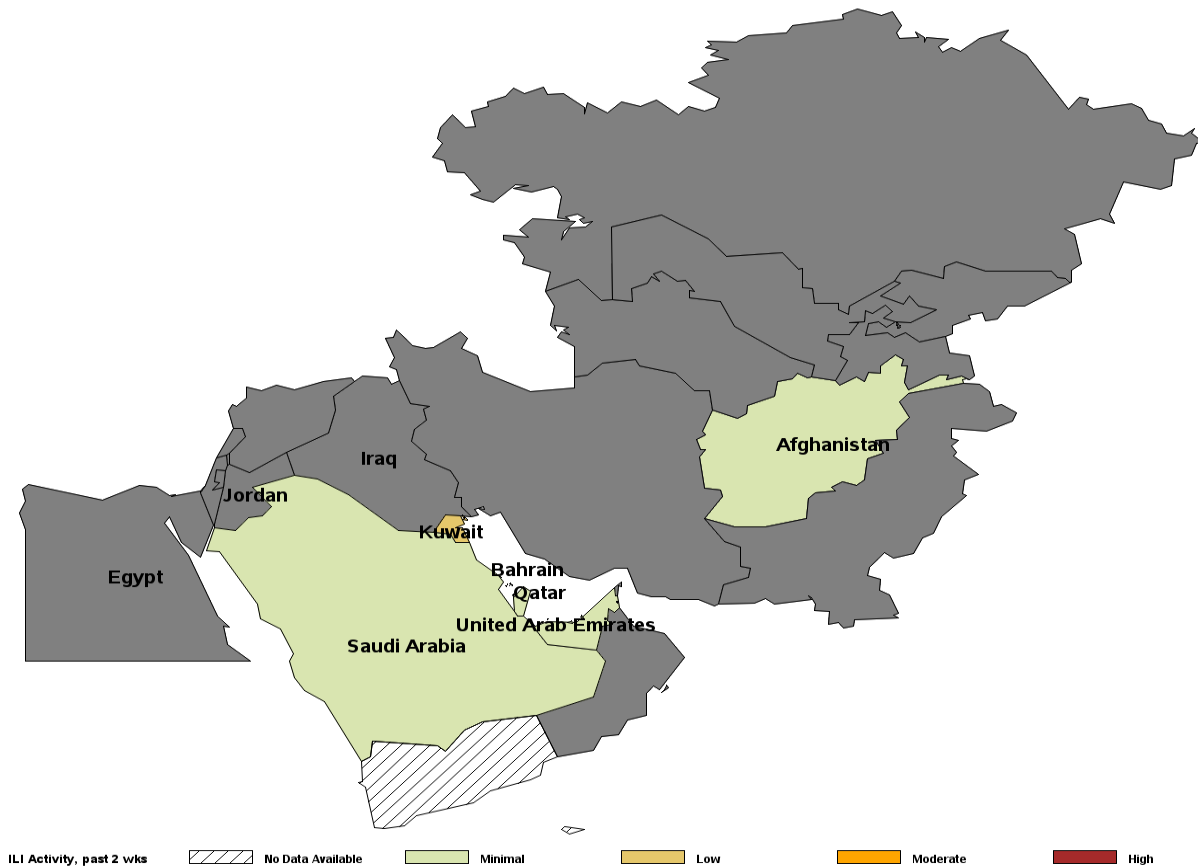 Afghanistan
Iraq
Jordan
Kuwait
Bahrain
Egypt
Qatar
United Arab Emirates
Saudi Arabia
ILI Activity, past 2 wks No Data Available Minimal Low Moderate High